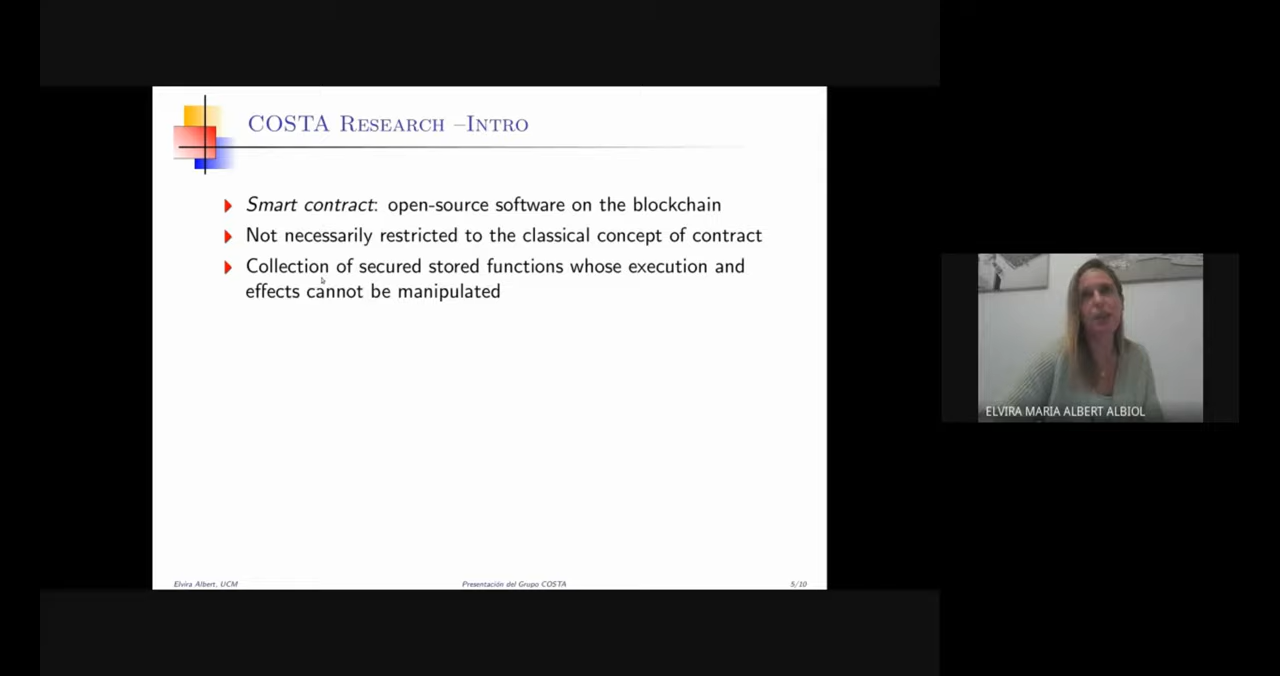 COSTA RESEARCH –INTRO
Smart contract: open-source software on the blockchain
Not necessarily restricted to the classical concept of contract
Collection of secured stored functions whose execution and
effects cannot be manipulated
Elvira Albert, UCM
Presentación del Grupo COSTA
5/10
ELVIRA MARIA ALBERT ALBIOL